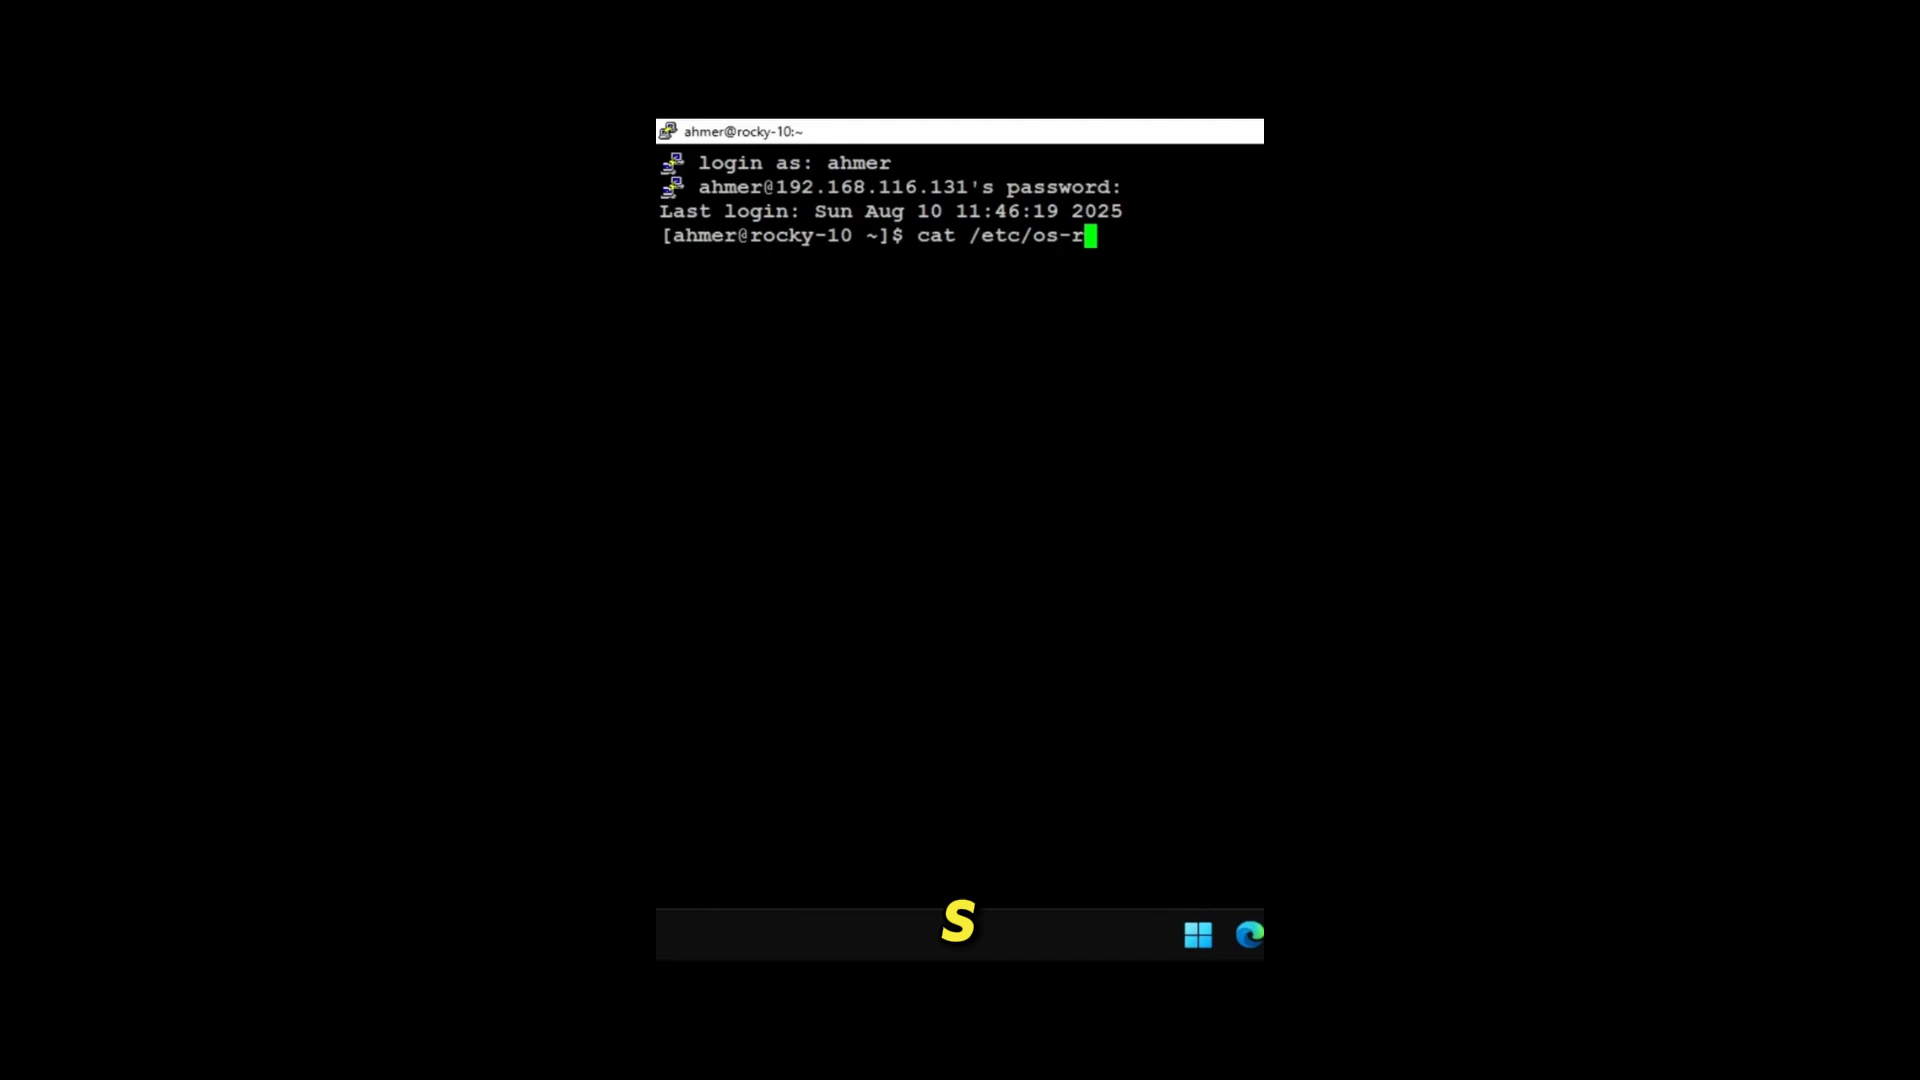 ahmer@rocky-10:~
login as: ahmer
ahmer@192.168.116.131's password:
Last login: Sun Aug 10 11:46:19 2025
[ahmer@rocky-10 ~]$ cat /etc/os-r
S